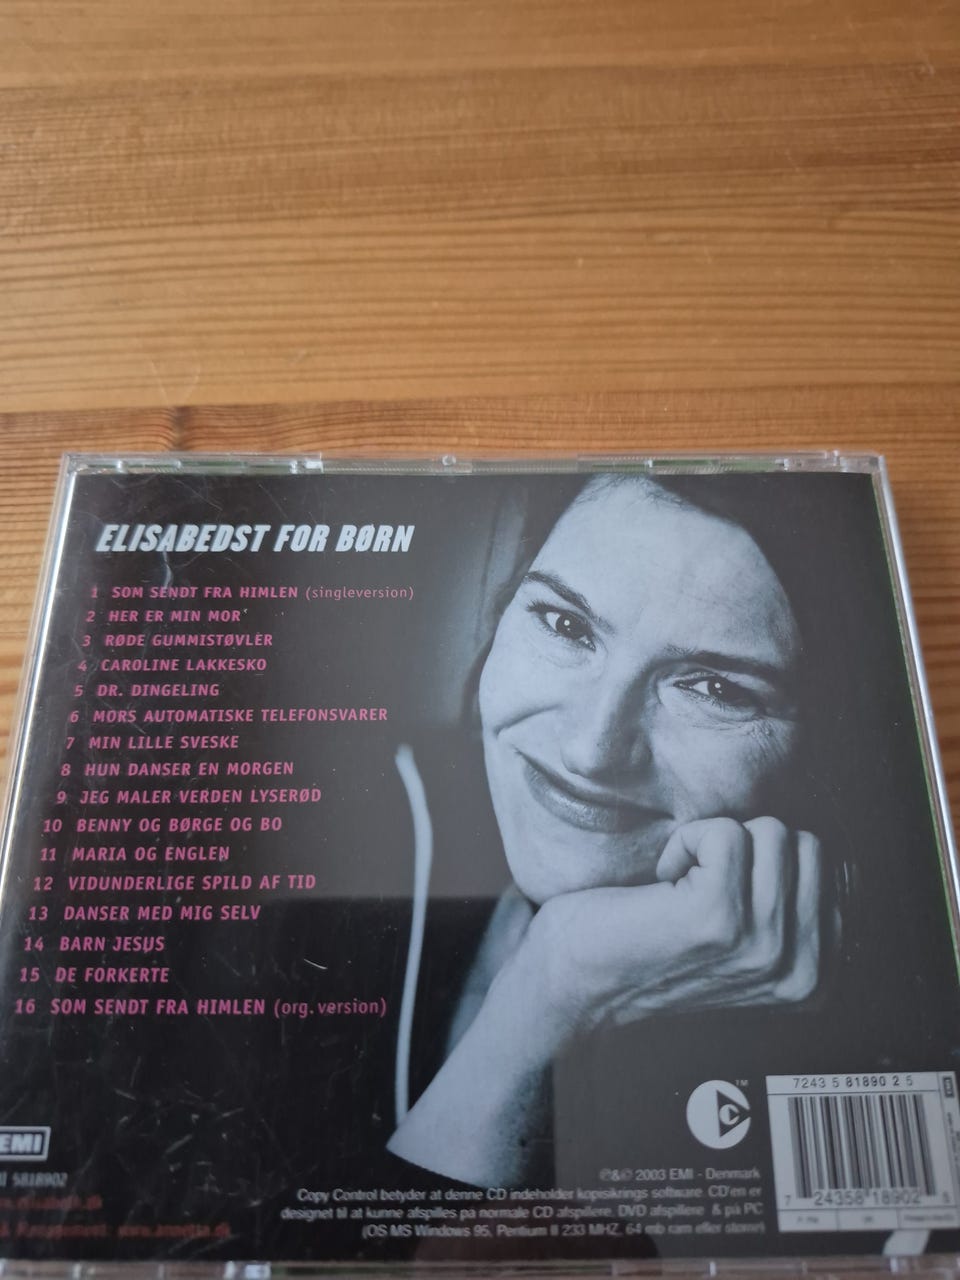 ELISABEDST FOR BØRN
1 SOM SENDT FRA HIMLEN (singleversion)
2 HER ER MIN MOR
3 RØDE GUMMISTØVLER
4 CAROLINE LAKKESKO
5 DR. DINGELING
6 MORS AUTOMATISKE TELEFONSVARER
7 MIN LILLE SVESKE
8 HUN DANSER EN MORGEN
9 JEG MALER VERDEN LYSERØD
10 BENNY OG BØRGE OG BO
11 MARIA OG ENGLEN
12 VIDUNDERLIGE SPILD AF TID
13 DANSER MED MIG SELV
14 BARN JESUS
15 DE FORKERTE
16 SOM SENDT FRA HIMLEN (org. version)
EMI
5818902
TM
C
℗&© 2003 EMI - Denmark
Copy Control betyder at denne CD indeholder kopisikrings software. CD'en er
designet til at kunne afspilles på normale CD afspillere, DVD afspillere & på PC
(OS MS Windows 95, Pentium II 233 MHZ, 64 mb ram eller større)
7243 5 81890 2 5
7 24358 18902 5